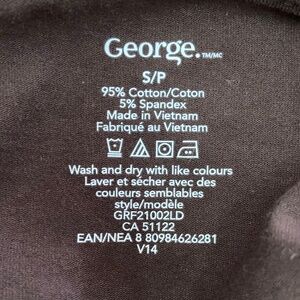 George.™/MC
S/P
95% Cotton/Coton
5% Spandex
Made in Vietnam
Fabriqué au Vietnam
Wash and dry with like colours
Laver et sécher avec des
couleurs semblables
style/modèle
GRF21002LD
CA 51122
EAN/NEA 8 80984626281
V14